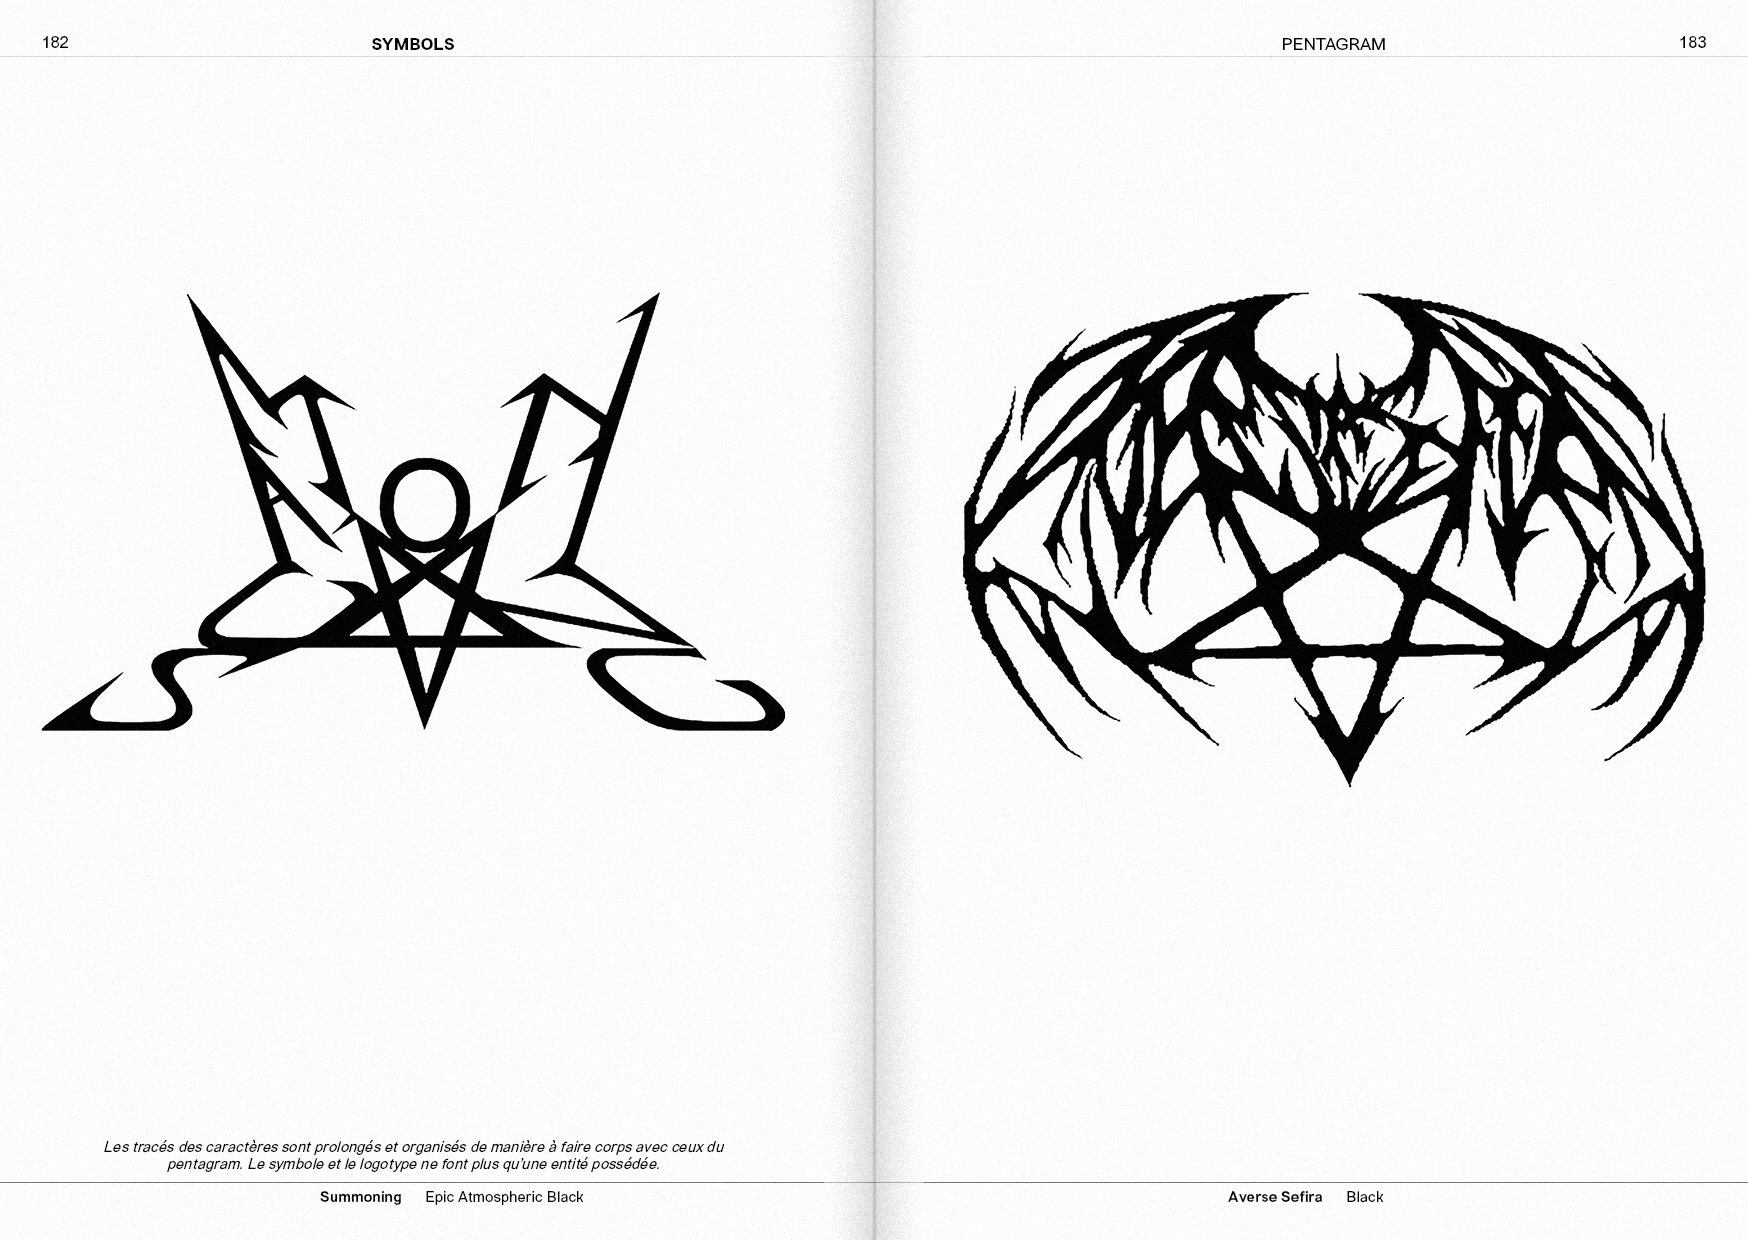 182
SYMBOLS
Les tracés des caractères sont prolongés et organisés de manière à faire corps avec ceux du
pentagram. Le symbole et le logotype ne font plus qu'une entité possédée.
Summoning Epic Atmospheric Black
PENTAGRAM
183
Averse Sefira Black